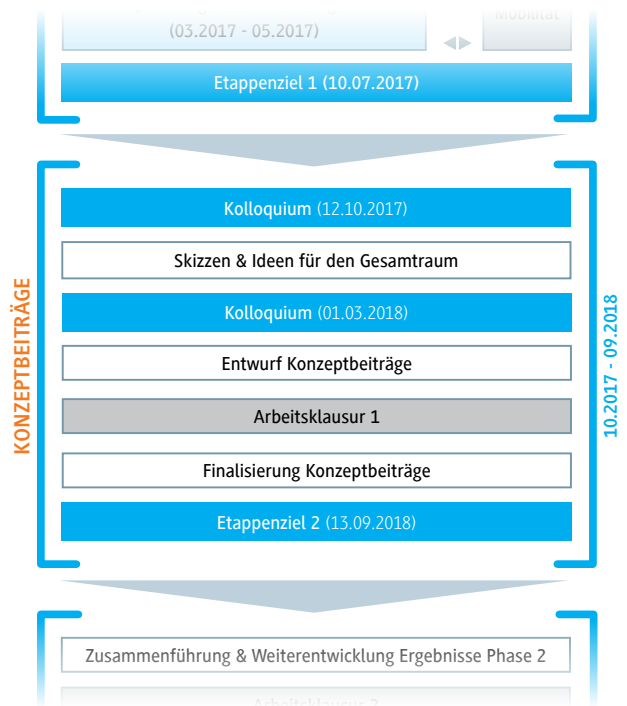 (03.2017 - 05.2017)
Mobilität
Etappenziel 1 (10.07.2017)
KONZEPTBEITRÄGE
10.2017 - 09.2018
Kolloquium (12.10.2017)
Skizzen & Ideen für den Gesamtraum
Kolloquium (01.03.2018)
Entwurf Konzeptbeiträge
Arbeitsklausur 1
Finalisierung Konzeptbeiträge
Etappenziel 2 (13.09.2018)
Zusammenführung & Weiterentwicklung Ergebnisse Phase 2
Arbeitsklausur 2